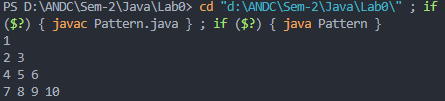 PS D:\ANDC\Sem-2\Java\Lab0> cd "d:\ANDC\Sem-2\Java\Lab0\" ; if
($?) { javac Pattern.java } ; if ($?) { java Pattern }
1
2 3
4 5 6
7 8 9 10